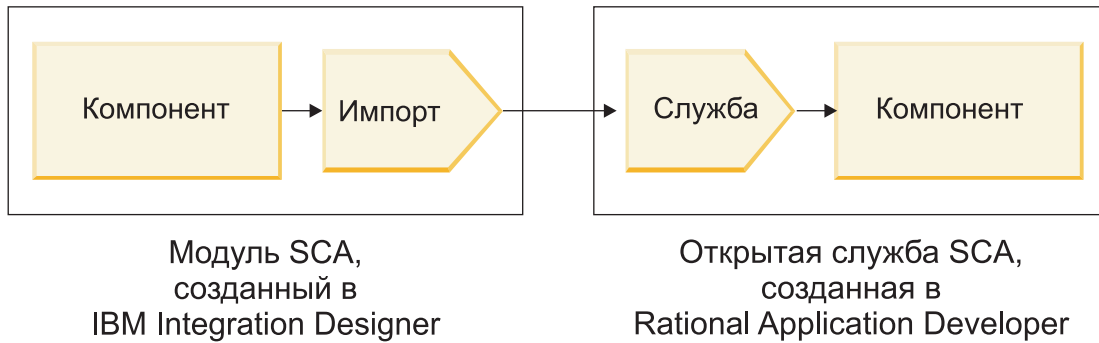 Компонент
Импорт
Служба
Компонент
Модуль SCA,
созданный в
IBM Integration Designer
Открытая служба SCA,
созданная в
Rational Application Developer